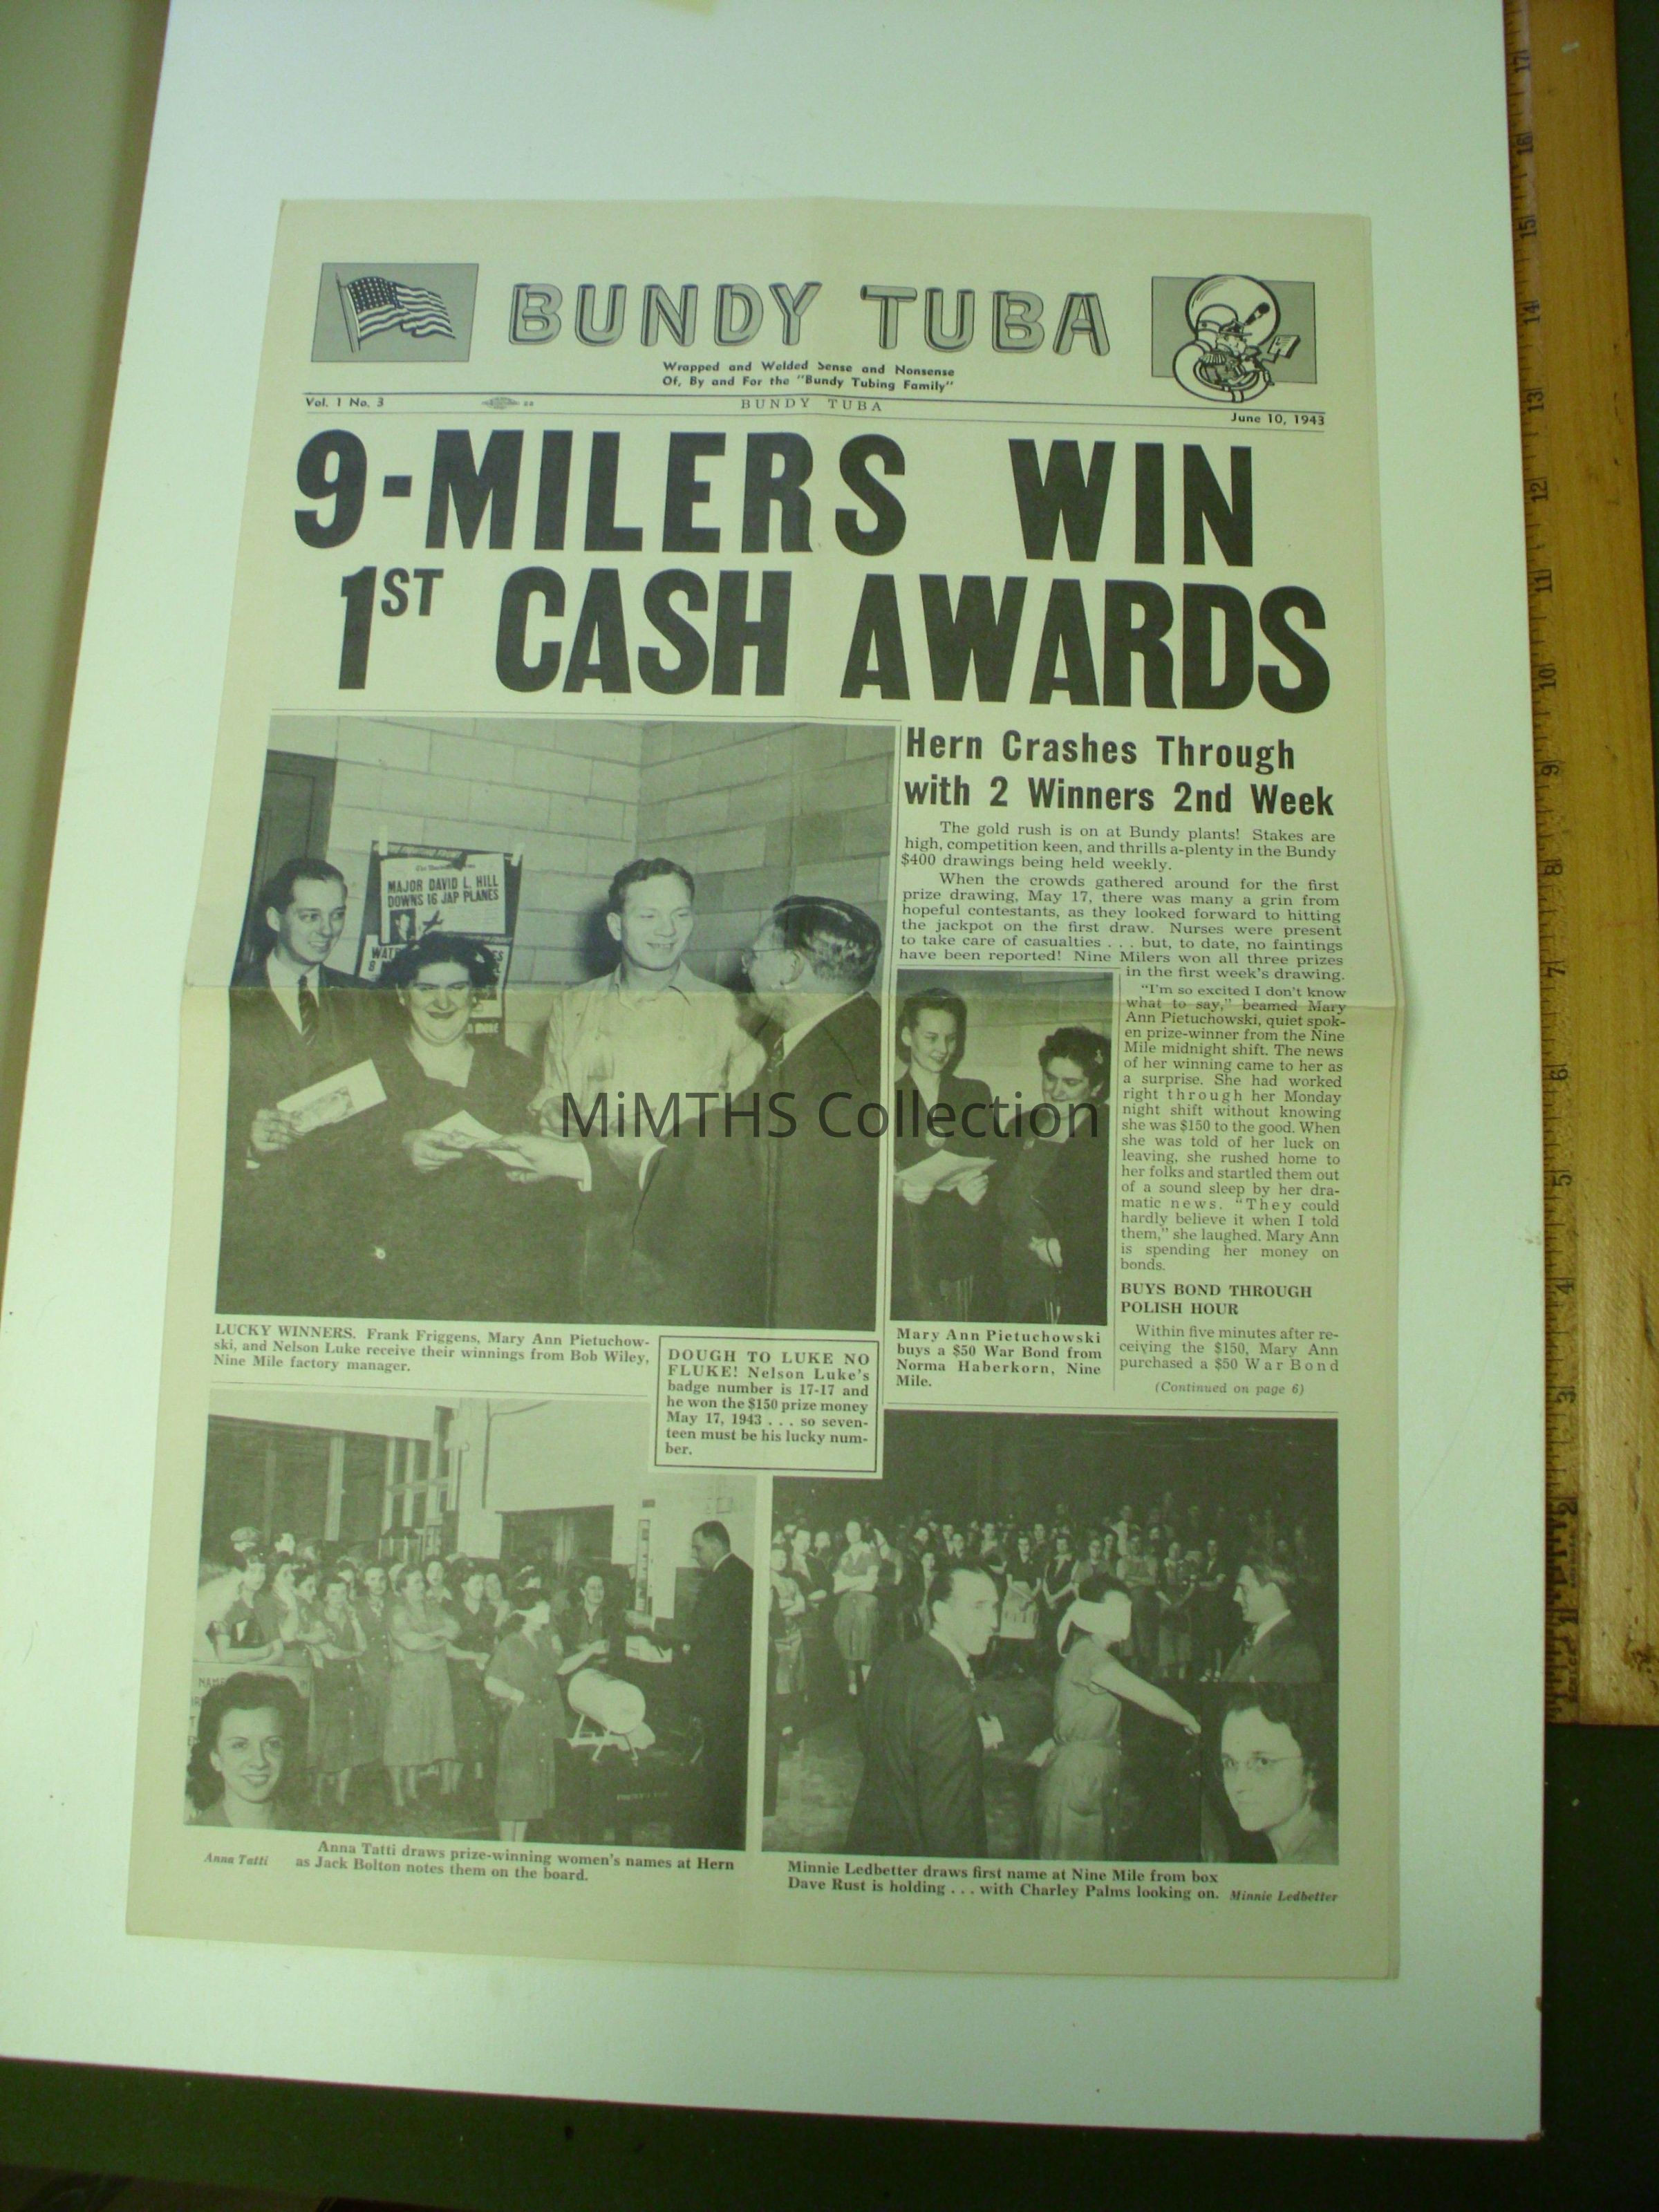 BUNDY TUBA
Wrapped and Welded Sense and Nonsense
Of, By and For the "Bundy Tubing Family"
Vol. 1 No. 3
BUNDY TUBA
June 10, 1943
9-MILERS WIN
1ST CASH AWARDS
MAJOR DAVID L. HILL
DOWNS 16 JAP PLANES
Hern Crashes Through
with 2 Winners 2nd Week
The gold rush is on at Bundy plants! Stakes are
high, competition keen, and thrills a-plenty in the Bundy
$400 drawings being held weekly.
When the crowds gathered around for the first
prize drawing, May 17, there was many a grin from
hopeful contestants, as they looked forward to hitting
the jackpot on the first draw. Nurses were present
to take care of casualties . . . but, to date, no faintings
have been reported! Nine Milers won all three prizes
in the first week's drawing.
"I'm so excited I don't know
what to say," beamed Mary
Ann Pietuchowski, quiet spok-
en prize-winner from the Nine
Mile midnight shift. The news
of her winning came to her as
a surprise. She had worked
right through her Monday
night shift without knowing
she was $150 to the good. When
she was told of her luck on
leaving, she rushed home to
her folks and startled them out
of a sound sleep by her dra-
matic news. "They could
hardly believe it when I told
them," she laughed. Mary Ann
is spending her money on
bonds.
BUYS BOND THROUGH
POLISH HOUR
Within five minutes after re-
ceiving the $150, Mary Ann
purchased a $50 War Bond
(Continued on page 6)
MiMTHS Collection
LUCKY WINNERS. Frank Friggens, Mary Ann Pietuchow-
ski, and Nelson Luke receive their winnings from Bob Wiley,
Nine Mile factory manager.
DOUGH TO LUKE NO
FLUKE! Nelson Luke's
badge number is 17-17 and
he won the $150 prize money
May 17, 1943 . . . so seven-
teen must be his lucky num-
ber.
Mary Ann Pietuchowski
buys a $50 War Bond from
Norma Haberkorn, Nine
Mile.
Anna Tatti
Anna Tatti draws prize-winning women's names at Hern
as Jack Bolton notes them on the board.
Minnie Ledbetter draws first name at Nine Mile from box
Dave Rust is holding . . . with Charley Palms looking on.
Minnie Ledbetter
17
16
15
14
13
12
11
10
9
8
7
6
5
4
3
2
1